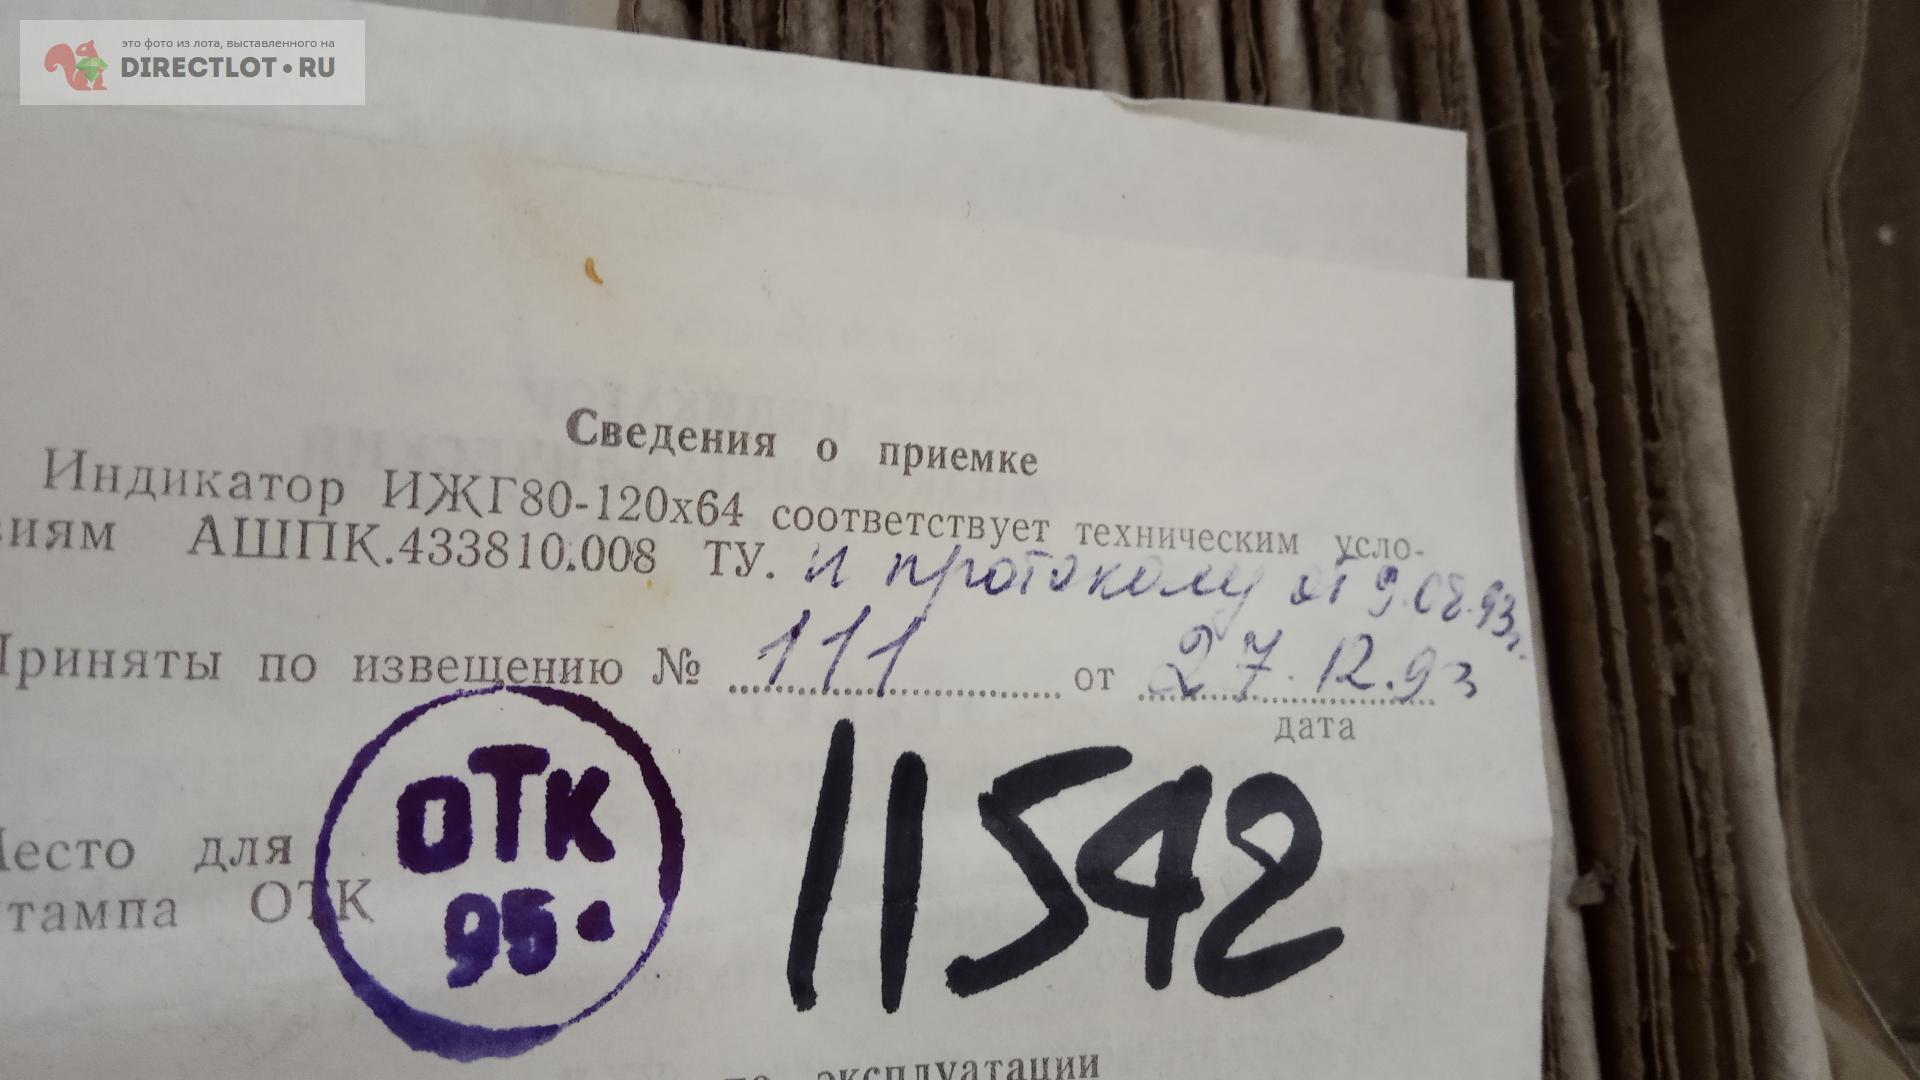 это фото из лота, выставленного на
DIRECTLOT.RU
Сведения о приемке
Индикатор ИЖГ80-120х64 соответствует техническим усло-
виям АШПК.433810.008 ТУ. и протоколу от 9.08.93г.
Приняты по извещению № 111 от 27.12.93
дата
Место для
штампа ОТК
ОТК
95
11542
по эксплуатации